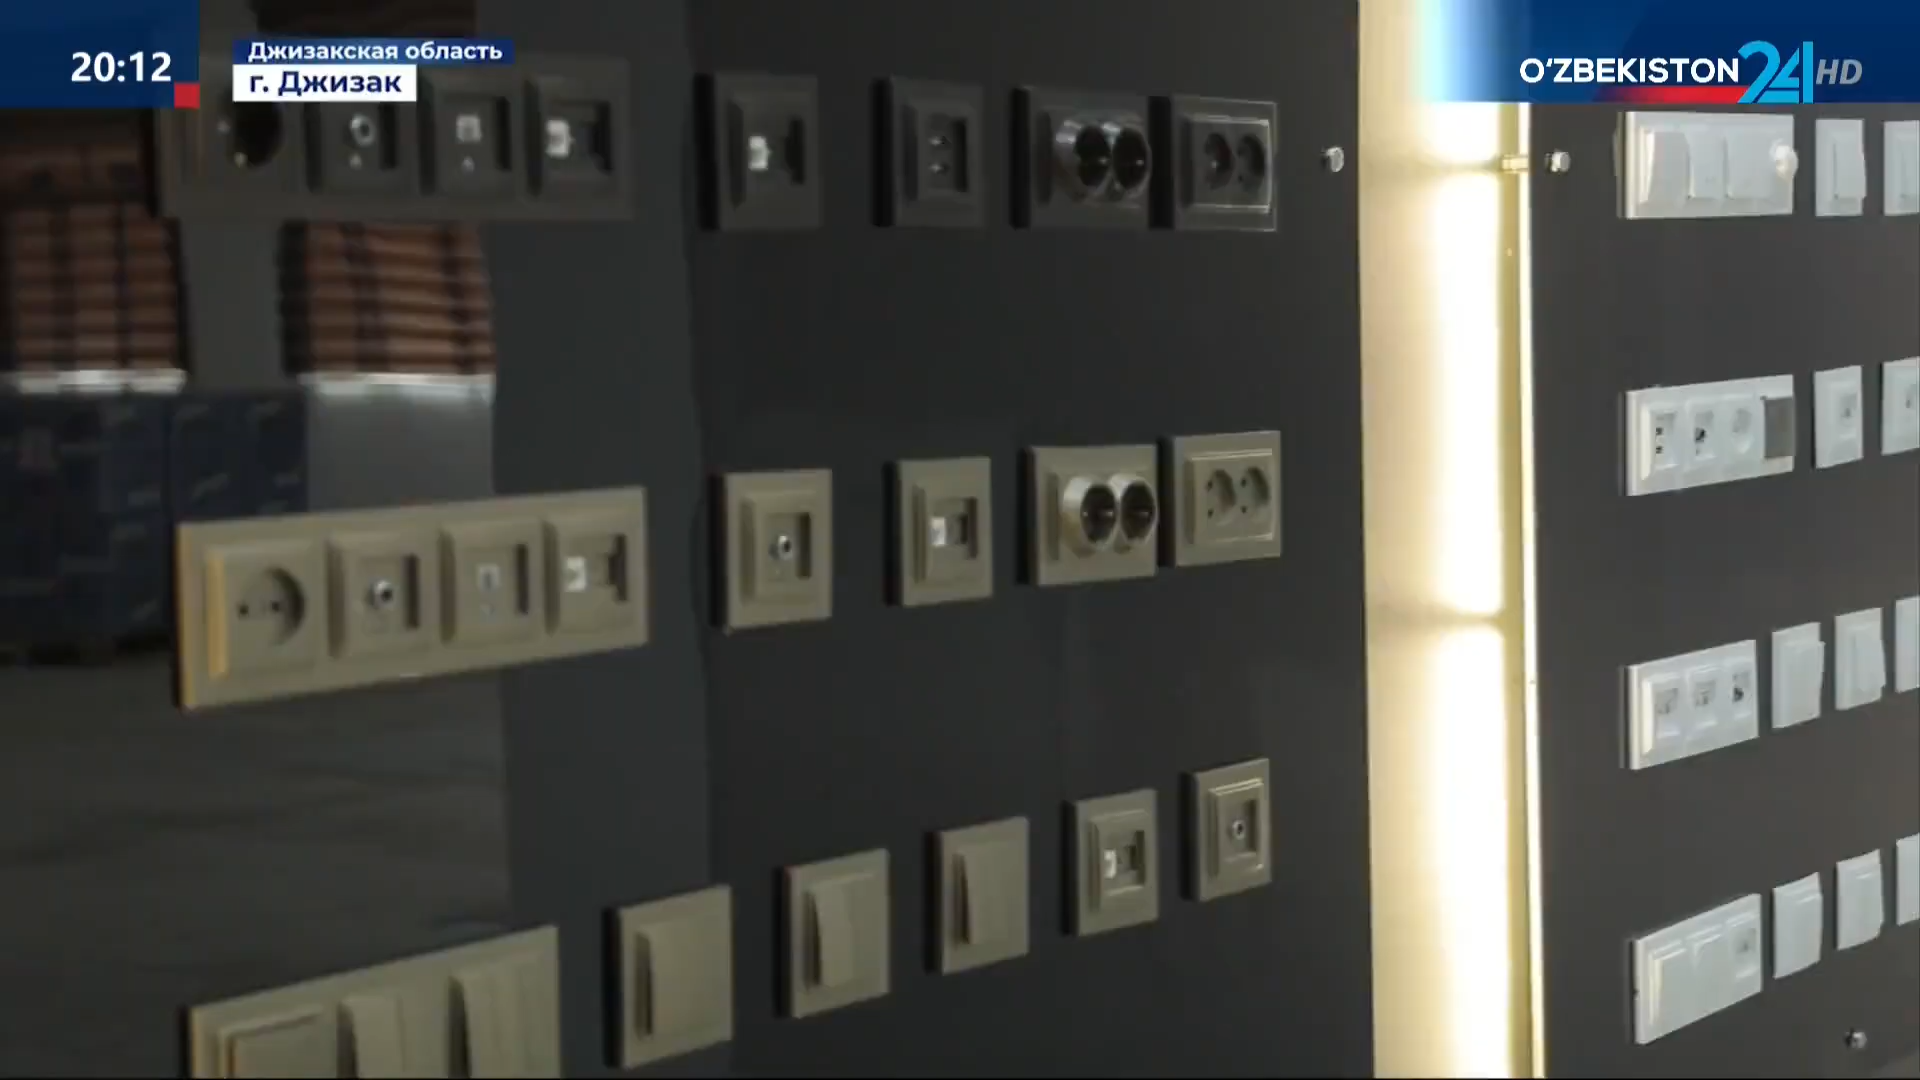 20:12
Джизакская область
г. Джизак
O‘ZBEKISTON 24 HD